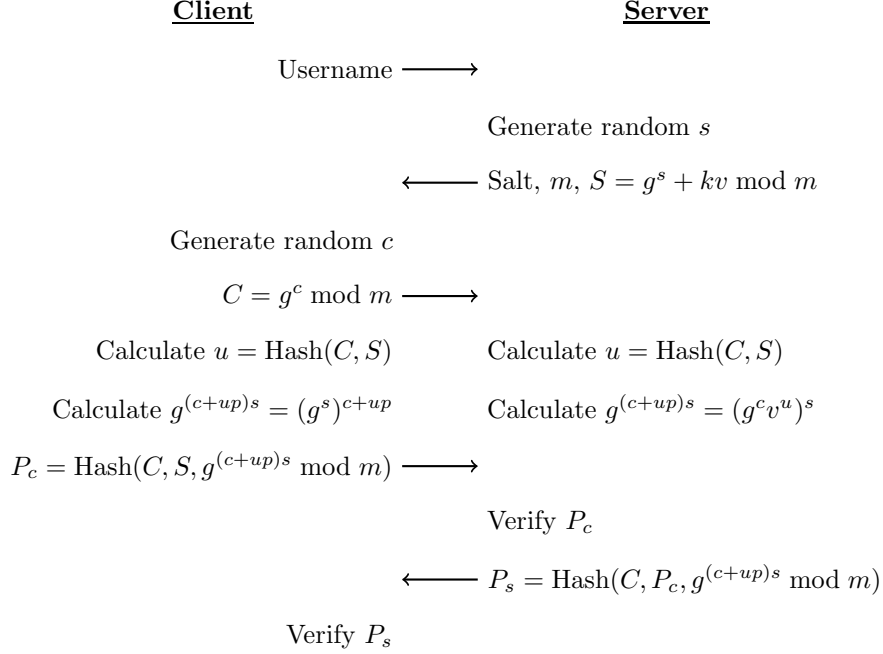 Client Server
Username
Generate random s
Salt, m, S = g^s + kv mod m
Generate random c
C = g^c mod m
Calculate u = Hash(C, S) Calculate u = Hash(C, S)
Calculate g^{(c+up)s} = (g^s)^{c+up} Calculate g^{(c+up)s} = (g^c v^u)^s
P_c = Hash(C, S, g^{(c+up)s} mod m)
Verify P_c
P_s = Hash(C, P_c, g^{(c+up)s} mod m)
Verify P_s